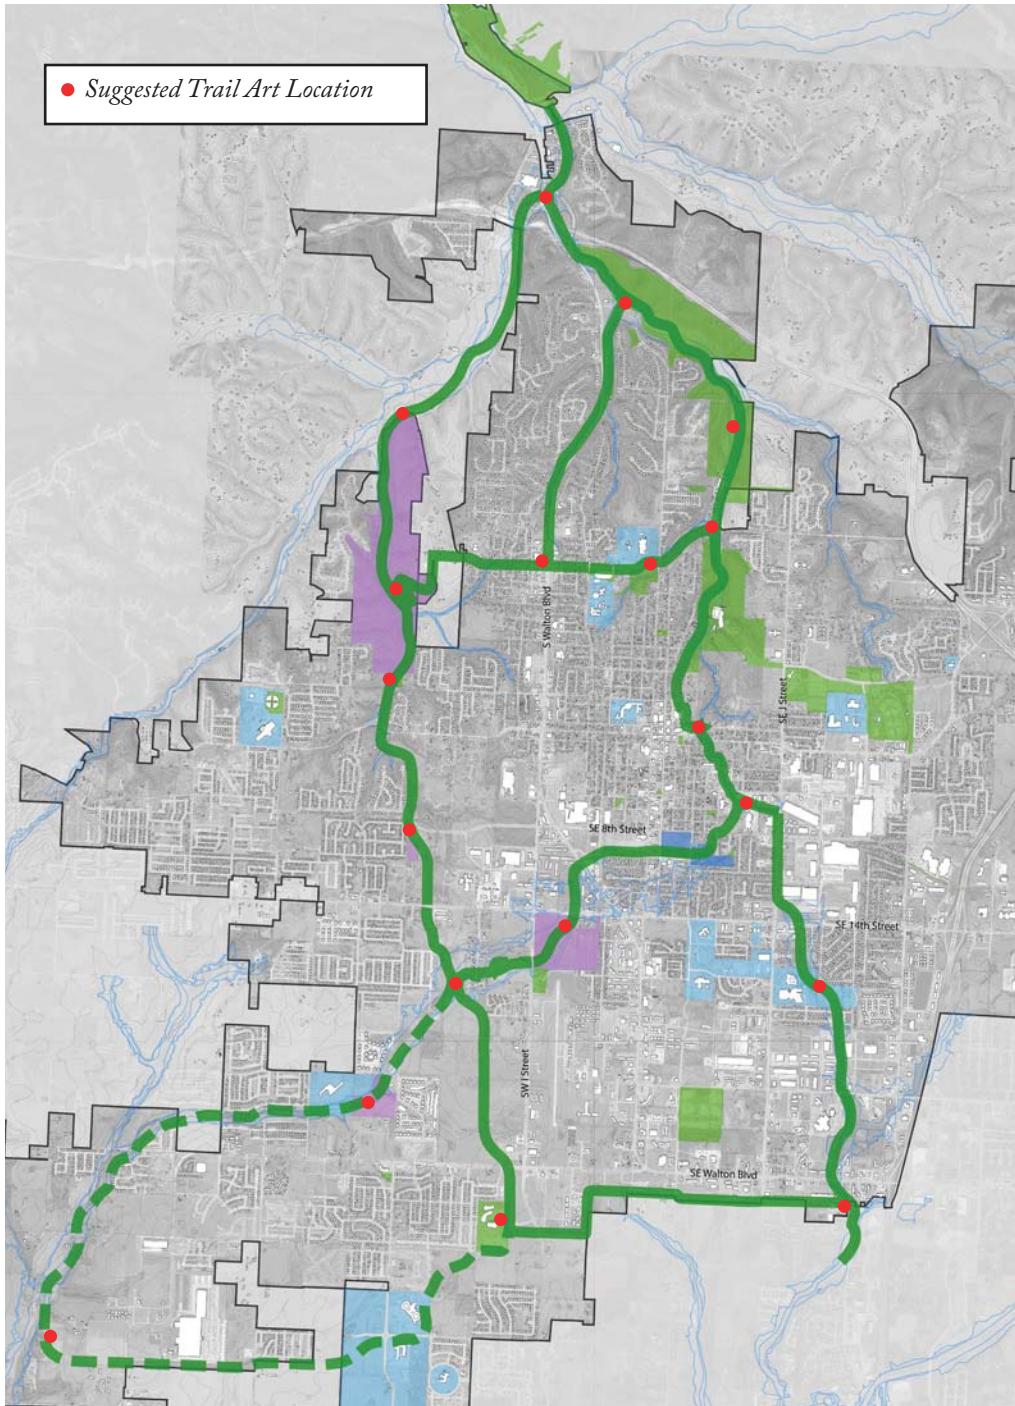 Suggested Trail Art Location
S Walton Blvd
SE J Street
SE 8th Street
SE 14th Street
SW I Street
SE Walton Blvd